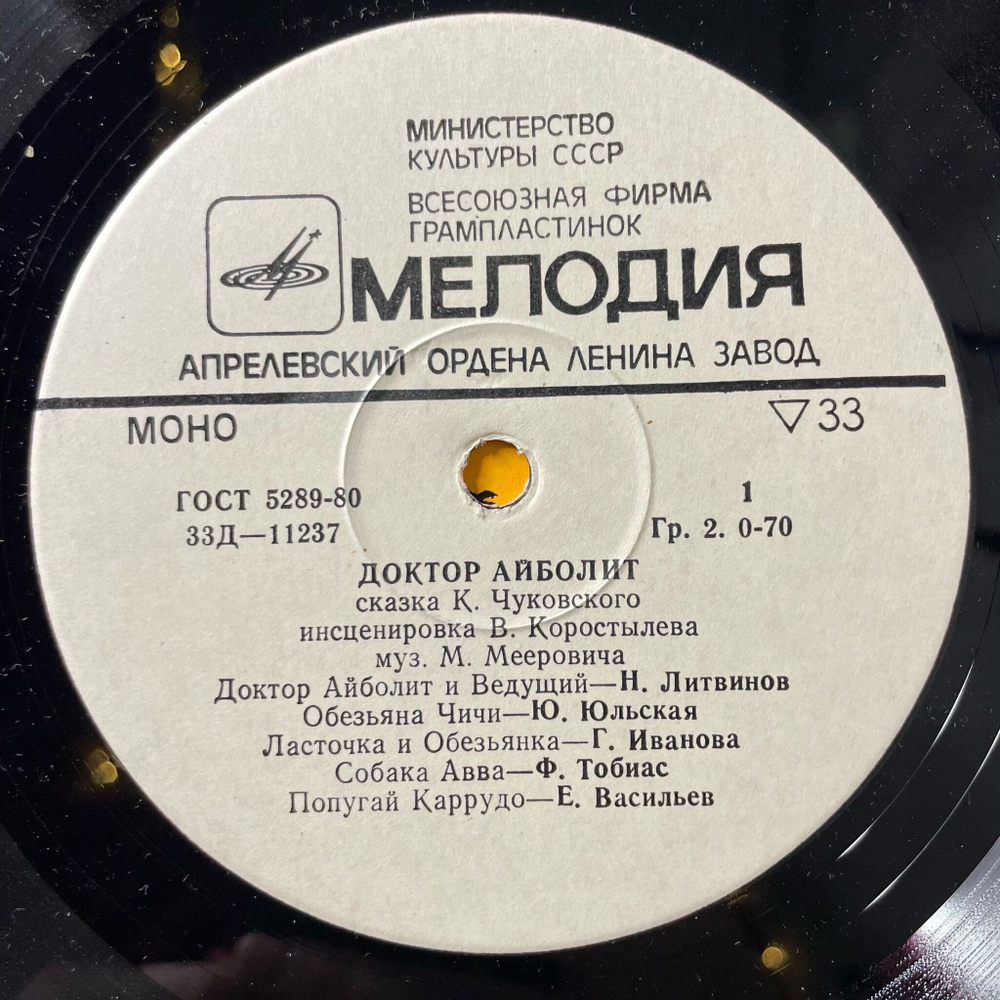 МИНИСТЕРСТВО
КУЛЬТУРЫ СССР
ВСЕСОЮЗНАЯ ФИРМА
ГРАМПЛАСТИНОК
МЕЛОДИЯ
АПРЕЛЕВСКИЙ ОРДЕНА ЛЕНИНА ЗАВОД
МОНО
▽33
ГОСТ 5289-80
33Д—11237
1
Гр. 2. 0-70
ДОКТОР АЙБОЛИТ
сказка К. Чуковского
инсценировка В. Коростылева
муз. М. Мееровича
Доктор Айболит и Ведущий—Н. Литвинов
Обезьяна Чичи—Ю. Юльская
Ласточка и Обезьянка—Г. Иванова
Собака Авва—Ф. Тобиас
Попугай Каррудо—Е. Васильев